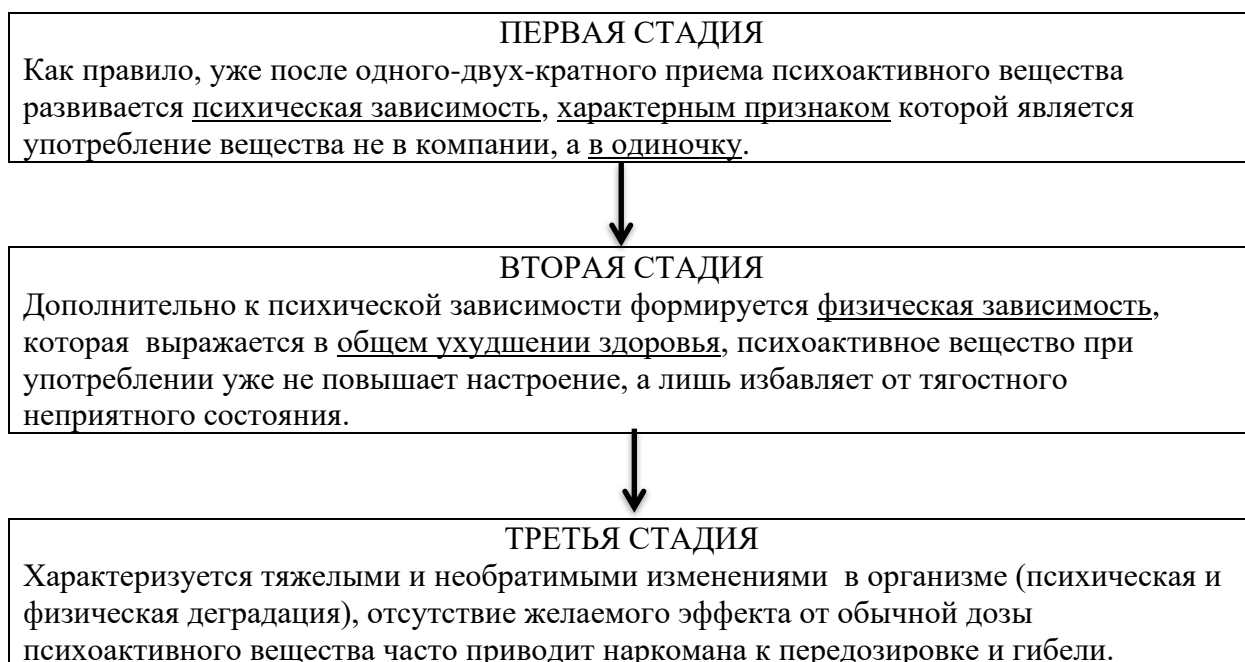 ПЕРВАЯ СТАДИЯ
Как правило, уже после одного-двух-кратного приема психоактивного вещества
развивается психическая зависимость, характерным признаком которой является
употребление вещества не в компании, а в одиночку.
ВТОРАЯ СТАДИЯ
Дополнительно к психической зависимости формируется физическая зависимость,
которая выражается в общем ухудшении здоровья, психоактивное вещество при
употреблении уже не повышает настроение, а лишь избавляет от тягостного
неприятного состояния.
ТРЕТЬЯ СТАДИЯ
Характеризуется тяжелыми и необратимыми изменениями в организме (психическая и
физическая деградация), отсутствие желаемого эффекта от обычной дозы
психоактивного вещества часто приводит наркомана к передозировке и гибели.